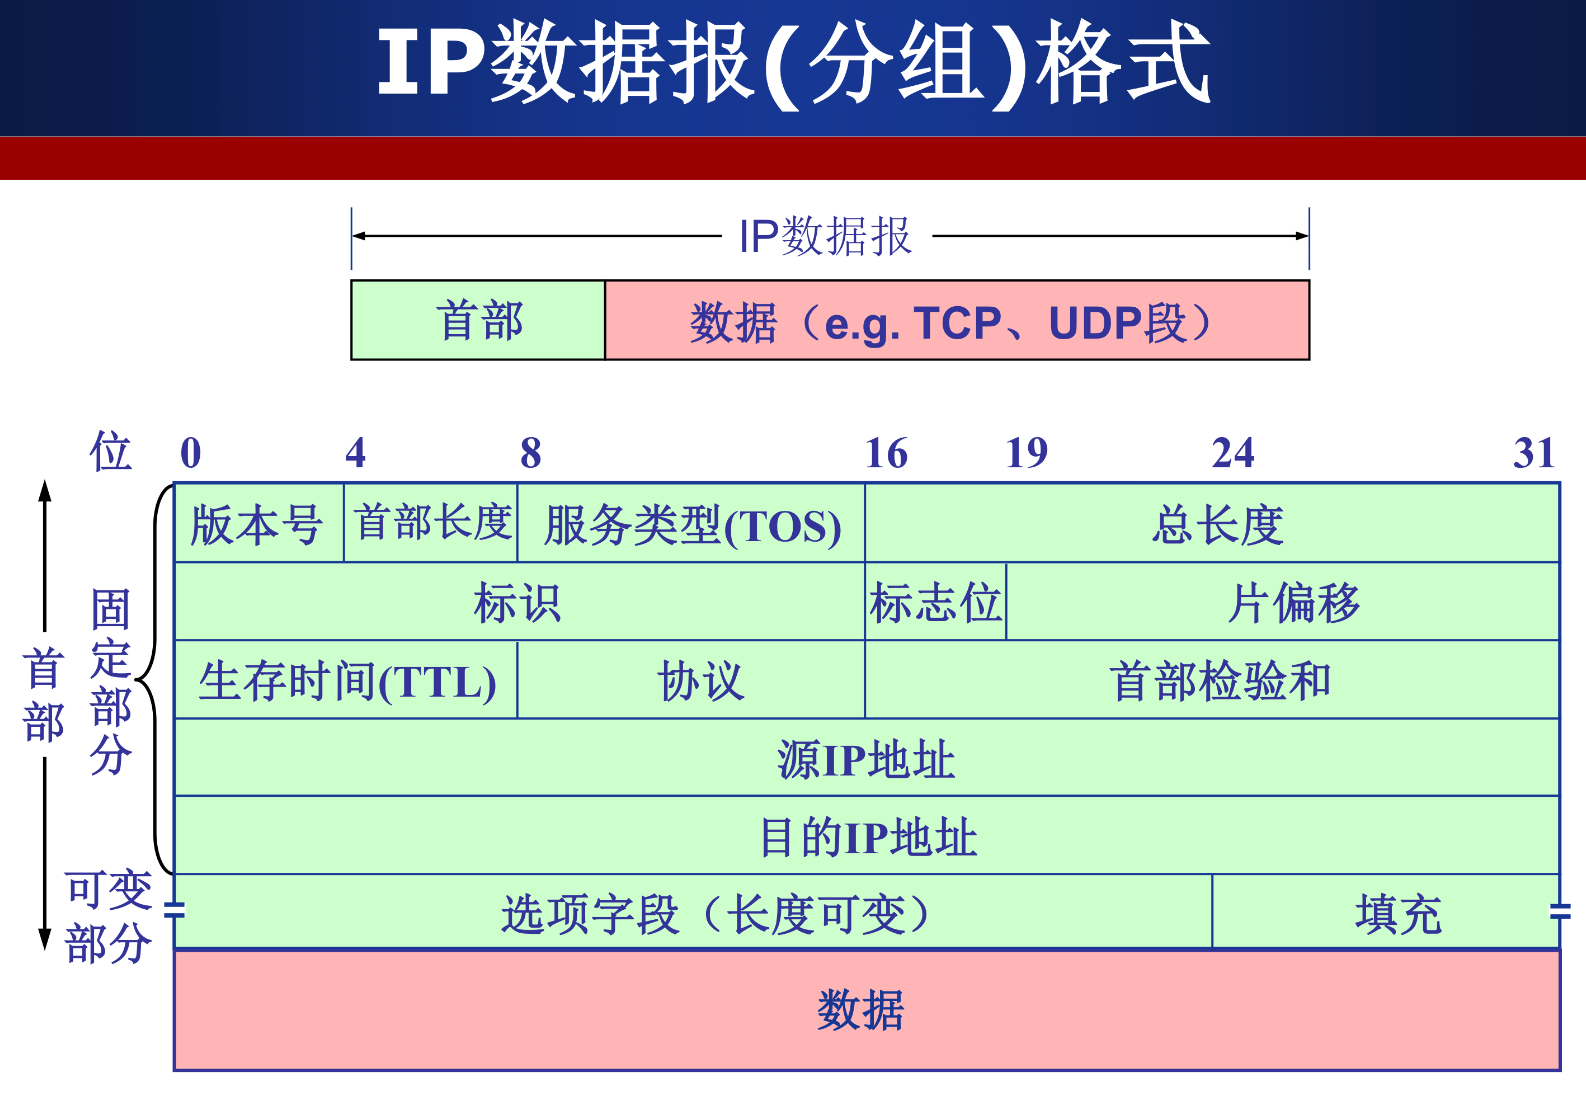 IP数据报(分组)格式
IP数据报
首部
数据（e.g. TCP、UDP段）
位 0 4 8 16 19 24 31
版本号 首部长度 服务类型(TOS) 总长度
标识 标志位 片偏移
生存时间(TTL) 协议 首部检验和
源IP地址
目的IP地址
选项字段（长度可变） 填充
数据
首部
固定部分
可变
部分